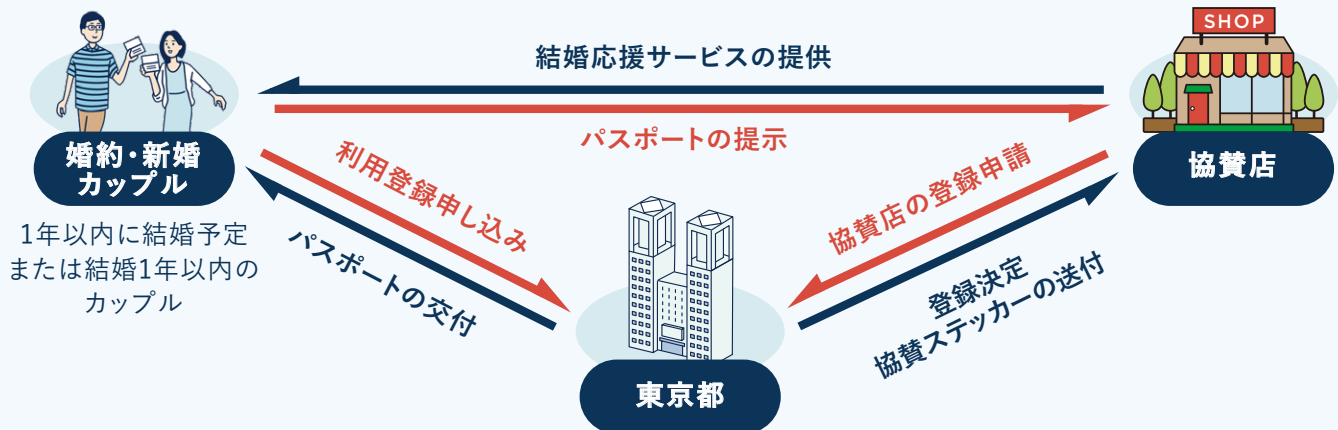 SHOP
結婚応援サービスの提供
パスポートの提示
婚約・新婚
カップル
協賛店
1年以内に結婚予定
または結婚1年以内の
カップル
利用登録申し込み
パスポートの交付
協賛店の登録申請
登録決定
協賛ステッカーの送付
東京都